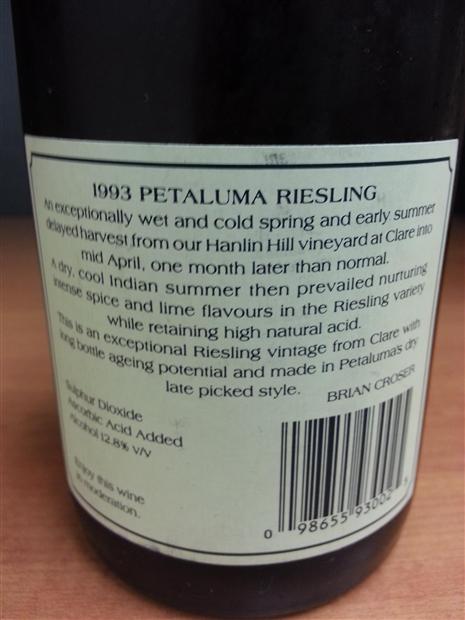 1993 PETALUMA RIESLING
An exceptionally wet and cold spring and early summer
delayed harvest from our Hanlin Hill vineyard at Clare into
mid April, one month later than normal.
A dry, cool Indian summer then prevailed nurturing
intense spice and lime flavours in the Riesling variety
while retaining high natural acid.
This is an exceptional Riesling vintage from Clare with
long bottle ageing potential and made in Petaluma's dry
late picked style.
BRIAN CROSER
Sulphur Dioxide
Ascorbic Acid Added
Alcohol 12.8% V/V
Enjoy this wine
in moderation.
0 98655 93002 5